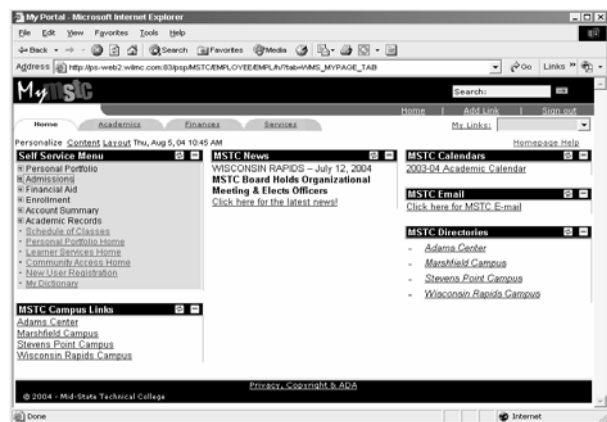 My Portal - Microsoft Internet Explorer
File Edit View Favorites Tools Help
Back Search Favorites Media
Address http://ps-web2.witmc.com:83/psp/MSTC/EMPLOYEE/EMPL/h/?tab=WMS_MYPAGE_TAB Go Links »
My mstc
Search:
Home | Add Link | Sign out
Home Academics Finances Services My Links:
Personalize Content Layout Thu, Aug 5, 04 10:45 AM Homepage Help
Self Service Menu
Personal Portfolio
Admissions
Financial Aid
Enrollment
Account Summary
Academic Records
- Schedule of Classes
- Personal Portfolio Home
- Learner Services Home
- Community Access Home
- New User Registration
- My Dictionary
MSTC Campus Links
Adams Center
Marshfield Campus
Stevens Point Campus
Wisconsin Rapids Campus
MSTC News
WISCONSIN RAPIDS – July 12, 2004
MSTC Board Holds Organizational
Meeting & Elects Officers
Click here for the latest news!
MSTC Calendars
2003-04 Academic Calendar
MSTC Email
Click here for MSTC E-mail
MSTC Directories
- Adams Center
- Marshfield Campus
- Stevens Point Campus
- Wisconsin Rapids Campus
Privacy, Copyright & ADA
© 2004 - Mid-State Technical College
Done Internet